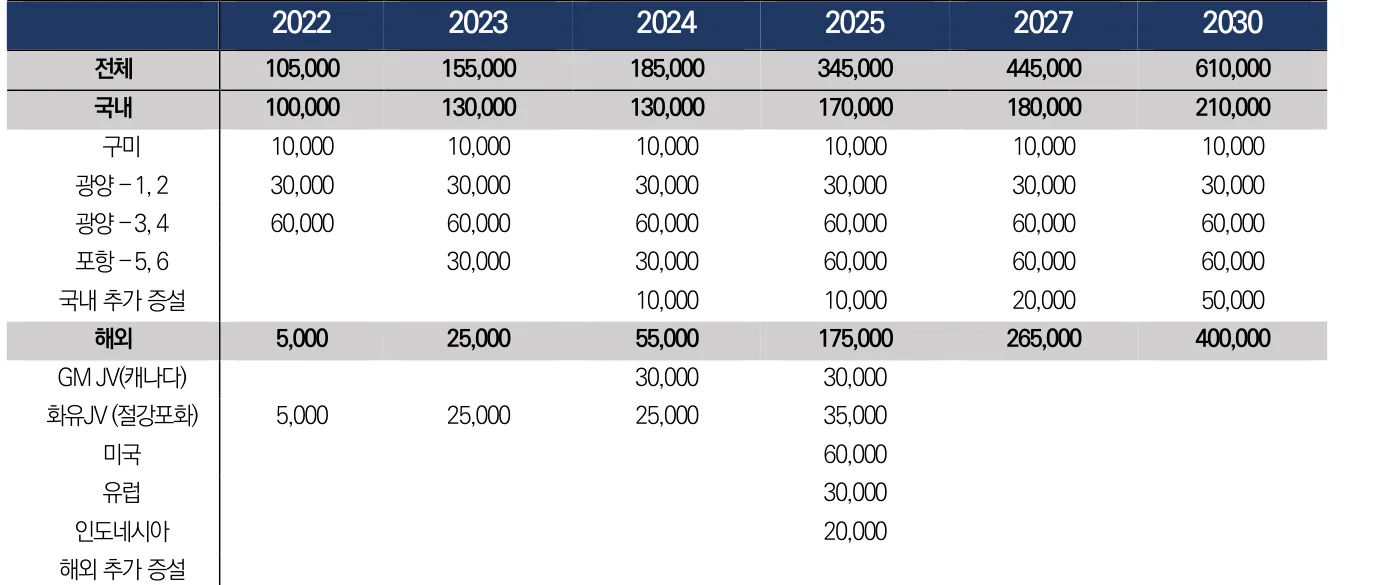 2022 2023 2024 2025 2027 2030
전체 105,000 155,000 185,000 345,000 445,000 610,000
국내 100,000 130,000 130,000 170,000 180,000 210,000
구미 10,000 10,000 10,000 10,000 10,000 10,000
광양 – 1, 2 30,000 30,000 30,000 30,000 30,000 30,000
광양 – 3, 4 60,000 60,000 60,000 60,000 60,000 60,000
포항 – 5, 6 30,000 30,000 60,000 60,000 60,000
국내 추가 증설 10,000 10,000 20,000 50,000
해외 5,000 25,000 55,000 175,000 265,000 400,000
GM JV(캐나다) 30,000 30,000
화유JV (절강포화) 5,000 25,000 25,000 35,000
미국 60,000
유럽 30,000
인도네시아 20,000
해외 추가 증설